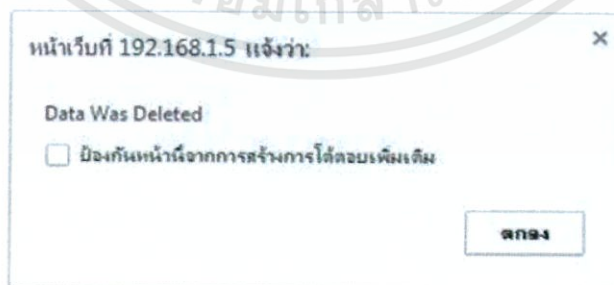 หน้าเว็บที่ 192.168.1.5 แจ้งว่า:
×
Data Was Deleted
ป้องกันหน้านี้จากการสร้างการโต้ตอบเพิ่มเติม
ตกลง